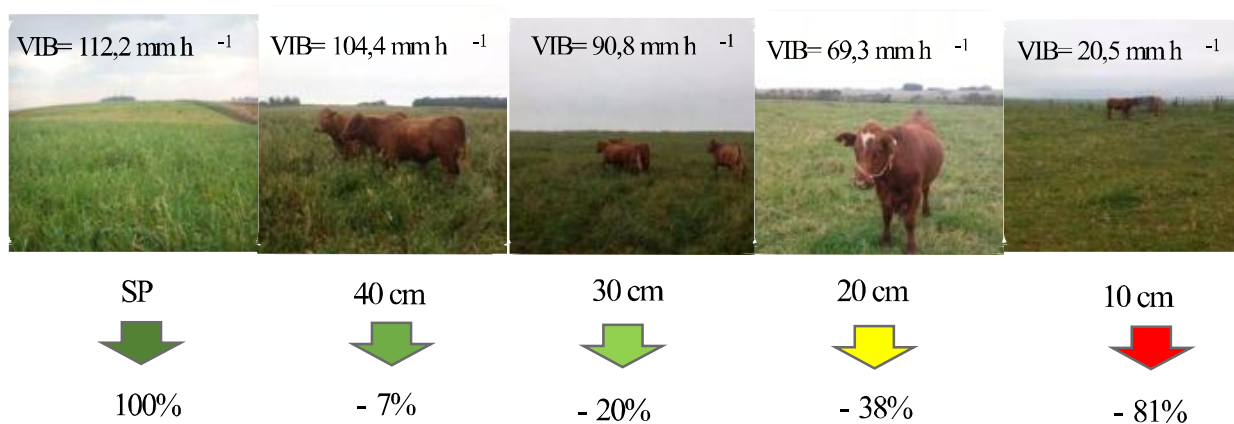 VIB= 112,2 mm h -1 VIB= 104,4 mm h -1 VIB= 90,8 mm h -1 VIB= 69,3 mm h -1 VIB= 20,5 mm h -1
SP 40 cm 30 cm 20 cm 10 cm
100% - 7% - 20% - 38% - 81%